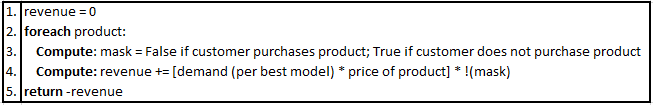 1. revenue = 0
2. foreach product:
3. Compute: mask = False if customer purchases product; True if customer does not purchase product
4. Compute: revenue += [demand (per best model) * price of product] * !(mask)
5. return -revenue